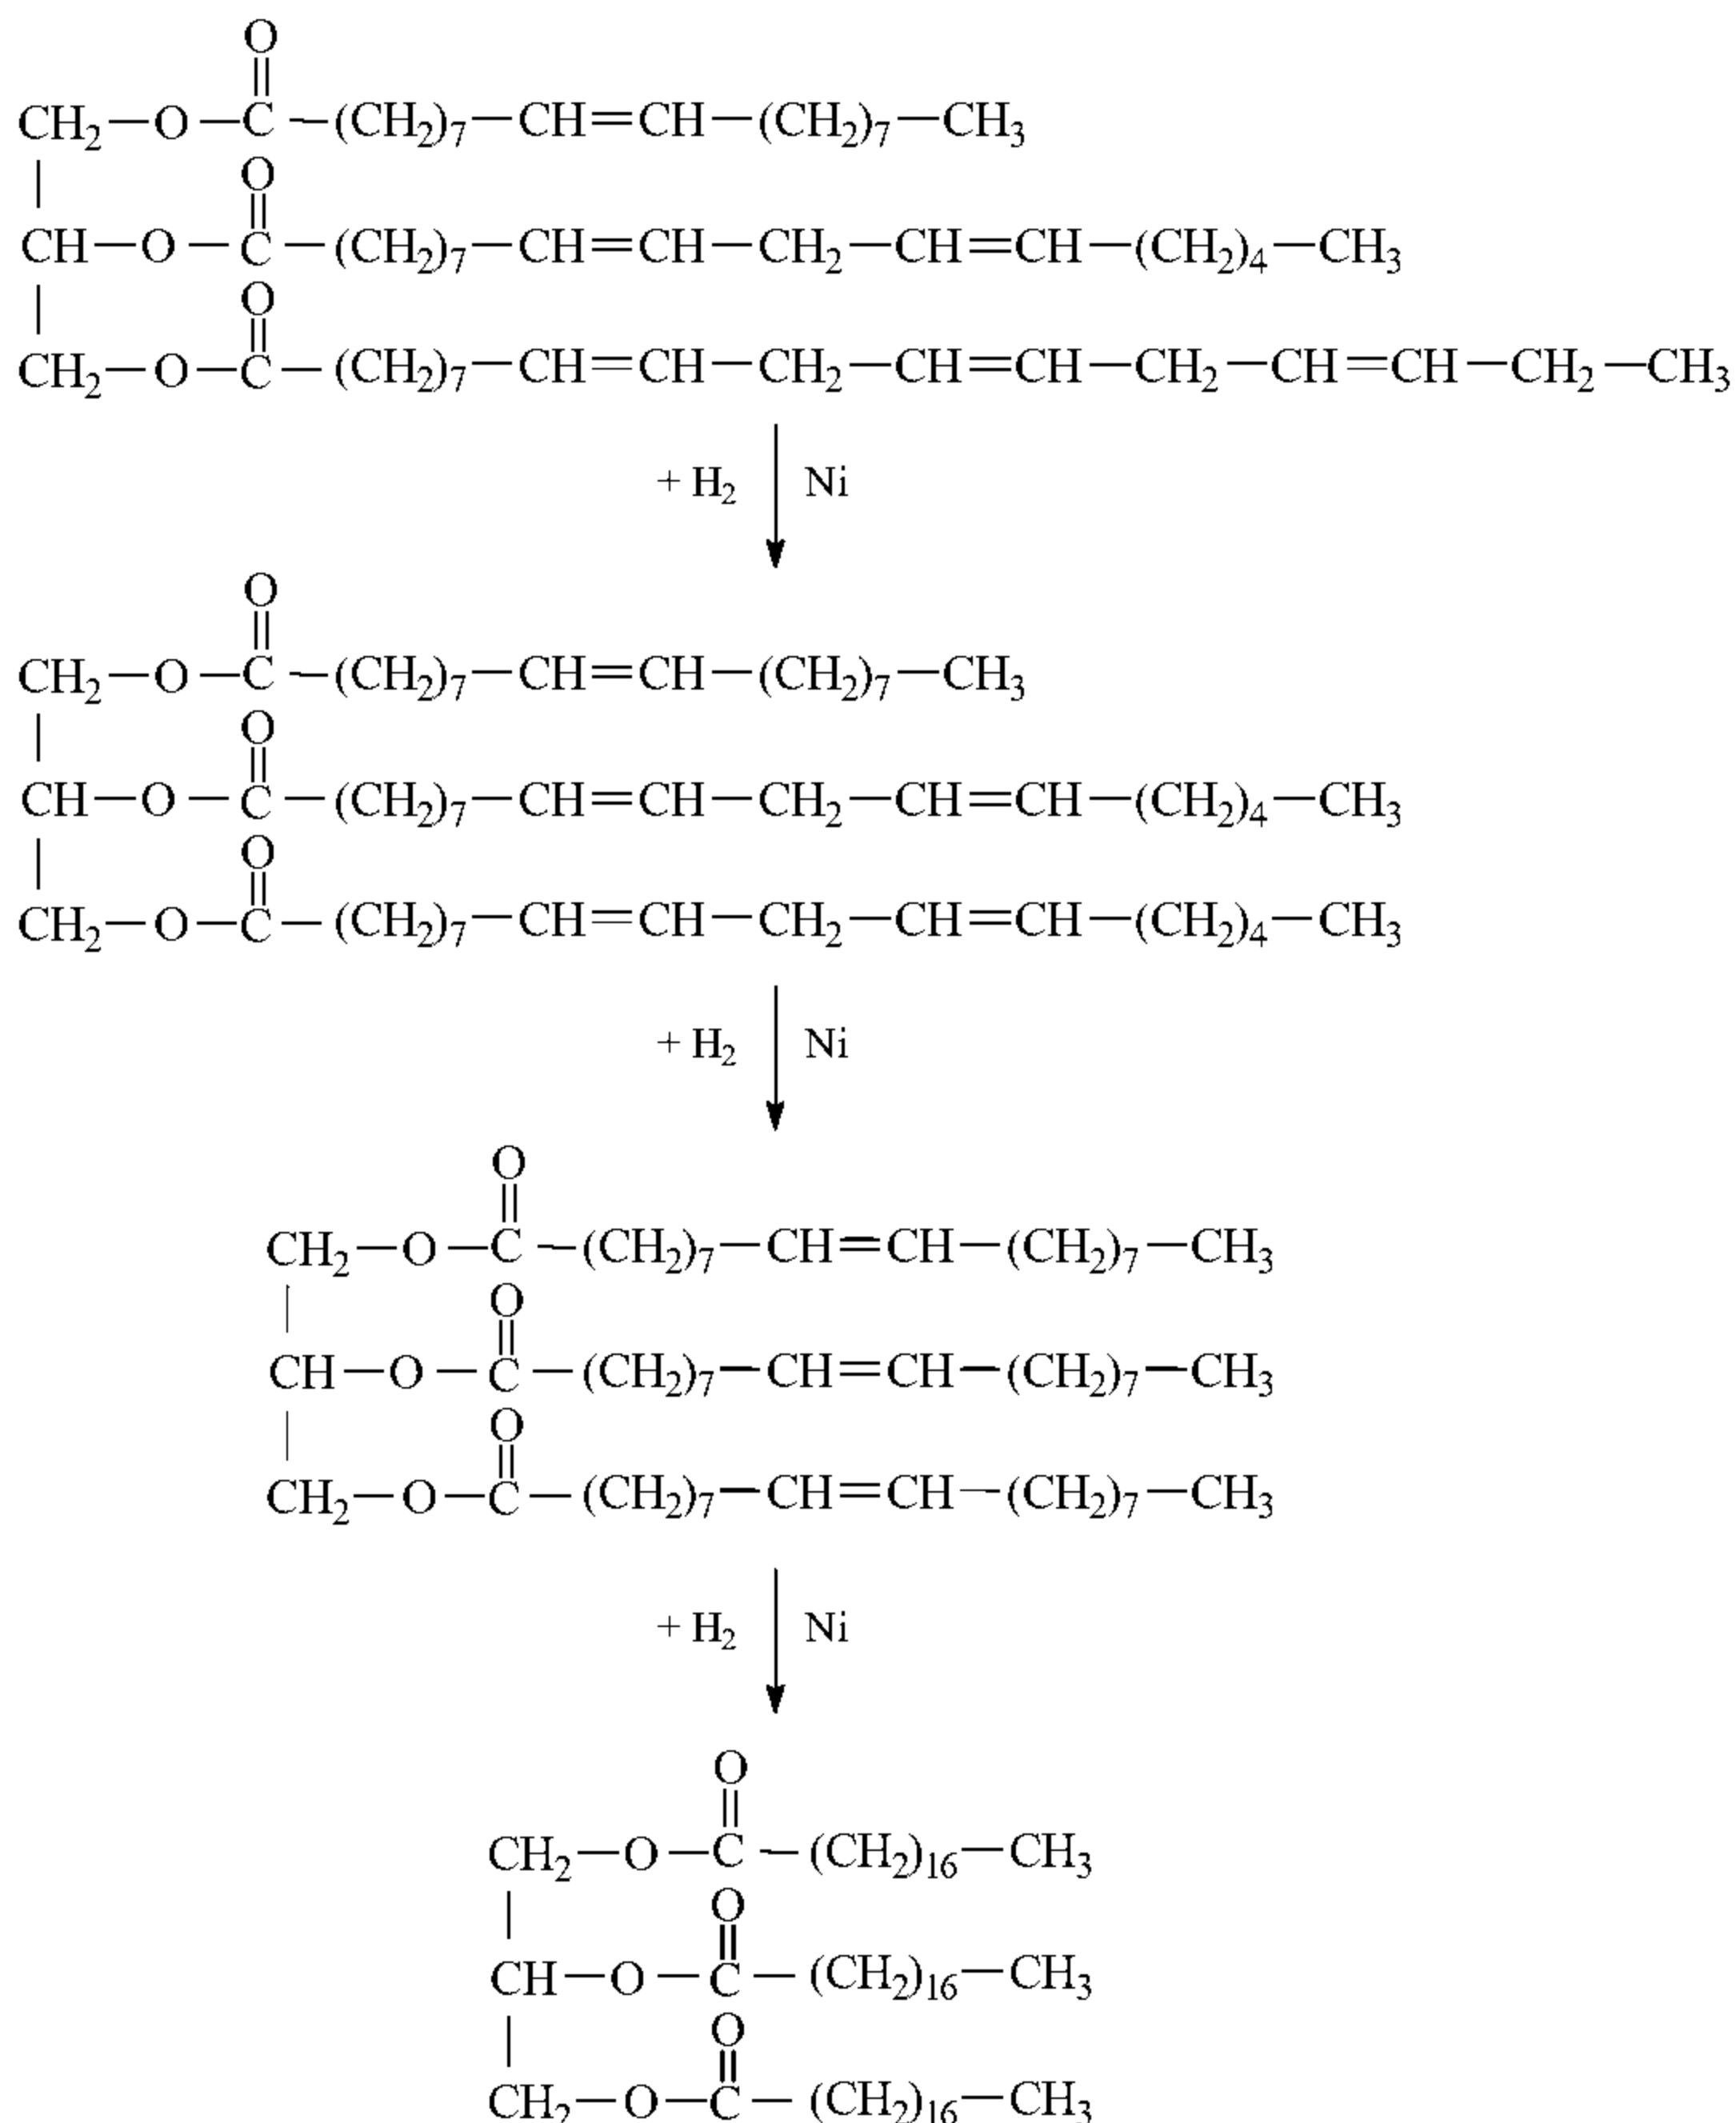 O
CH2—O—C—(CH2)7—CH=CH—(CH2)7—CH3
O
CH—O—C—(CH2)7—CH=CH—CH2—CH=CH—(CH2)4—CH3
O
CH2—O—C—(CH2)7—CH=CH—CH2—CH=CH—CH2—CH=CH—CH2—CH3
+ H2 Ni
O
CH2—O—C—(CH2)7—CH=CH—(CH2)7—CH3
O
CH—O—C—(CH2)7—CH=CH—CH2—CH=CH—(CH2)4—CH3
O
CH2—O—C—(CH2)7—CH=CH—CH2—CH=CH—(CH2)4—CH3
+ H2 Ni
O
CH2—O—C—(CH2)7—CH=CH—(CH2)7—CH3
O
CH—O—C—(CH2)7—CH=CH—(CH2)7—CH3
O
CH2—O—C—(CH2)7—CH=CH—(CH2)7—CH3
+ H2 Ni
O
CH2—O—C—(CH2)16—CH3
O
CH—O—C—(CH2)16—CH3
O
CH2—O—C—(CH2)16—CH3